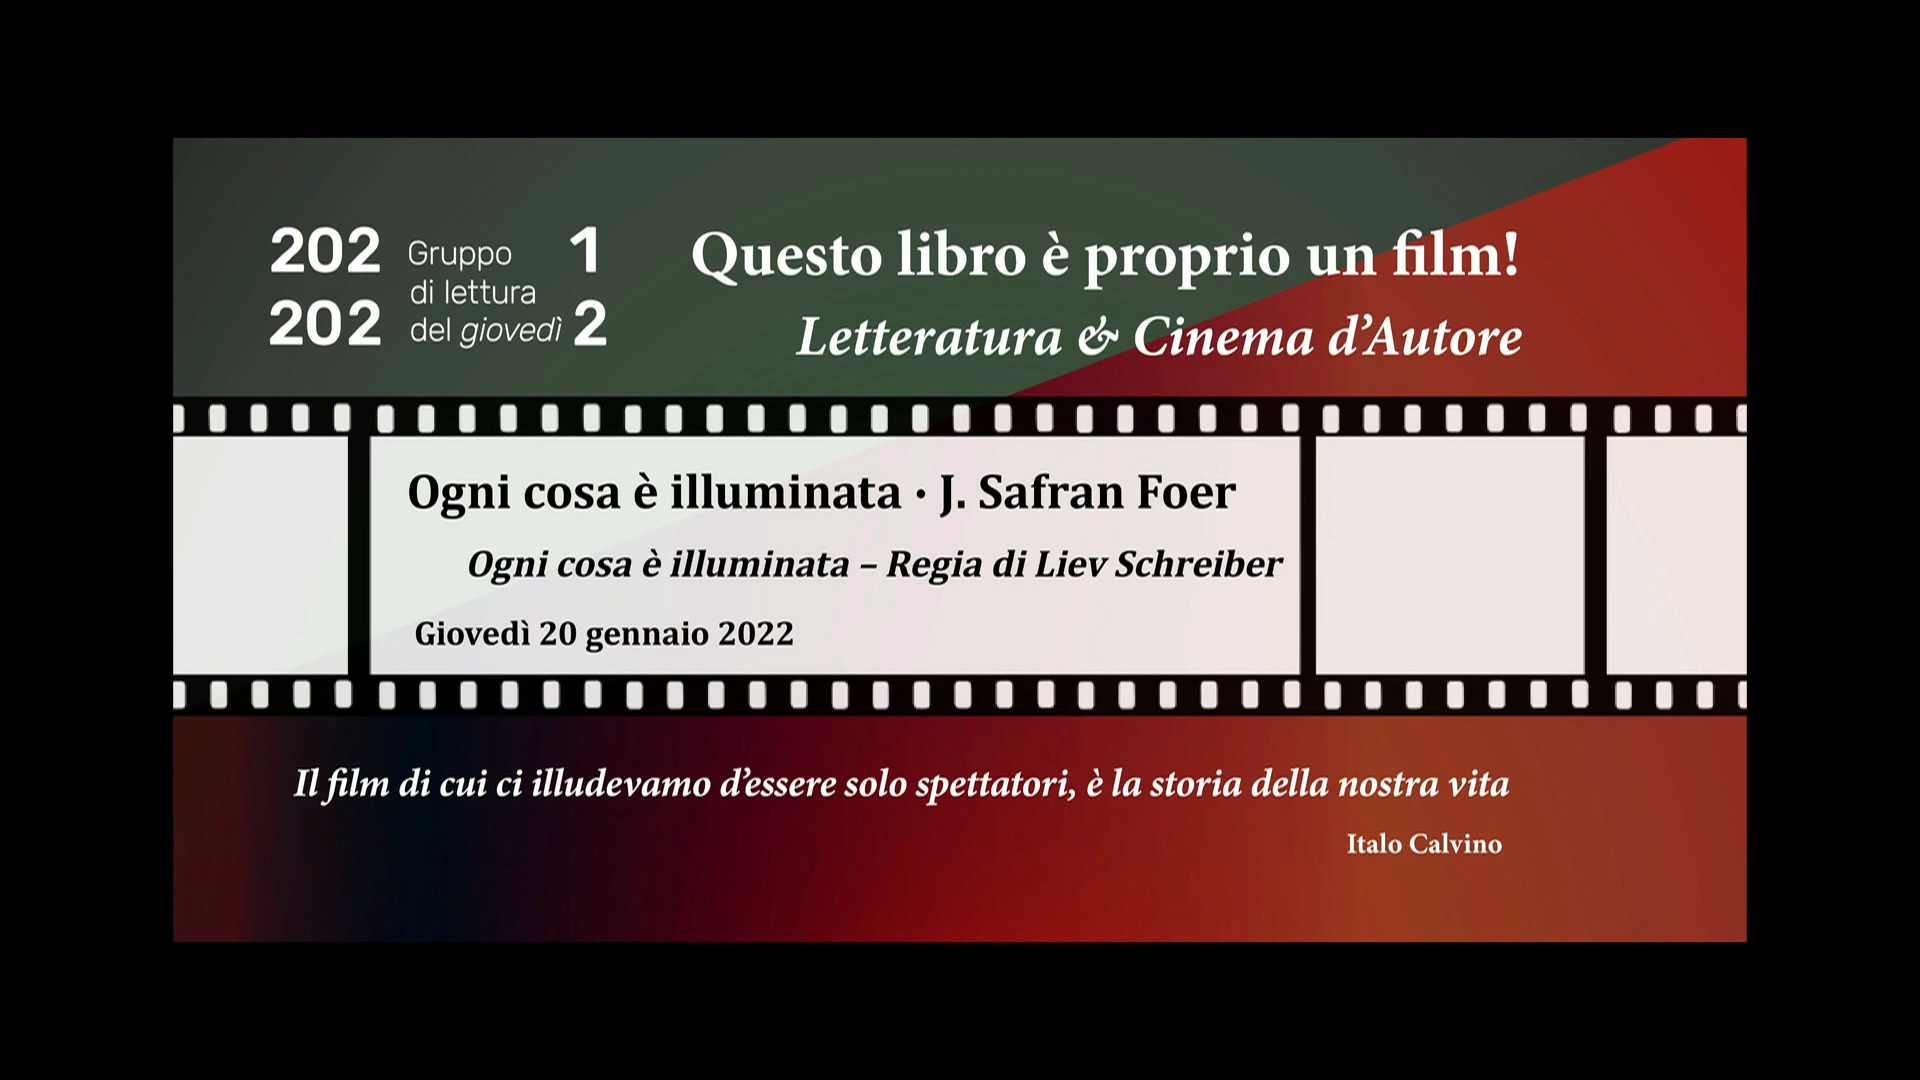 202 Gruppo 1
di lettura
202 del giovedì 2
Questo libro è proprio un film!
Letteratura & Cinema d’Autore
Ogni cosa è illuminata · J. Safran Foer
Ogni cosa è illuminata – Regia di Liev Schreiber
Giovedì 20 gennaio 2022
Il film di cui ci illudevamo d’essere solo spettatori, è la storia della nostra vita
Italo Calvino